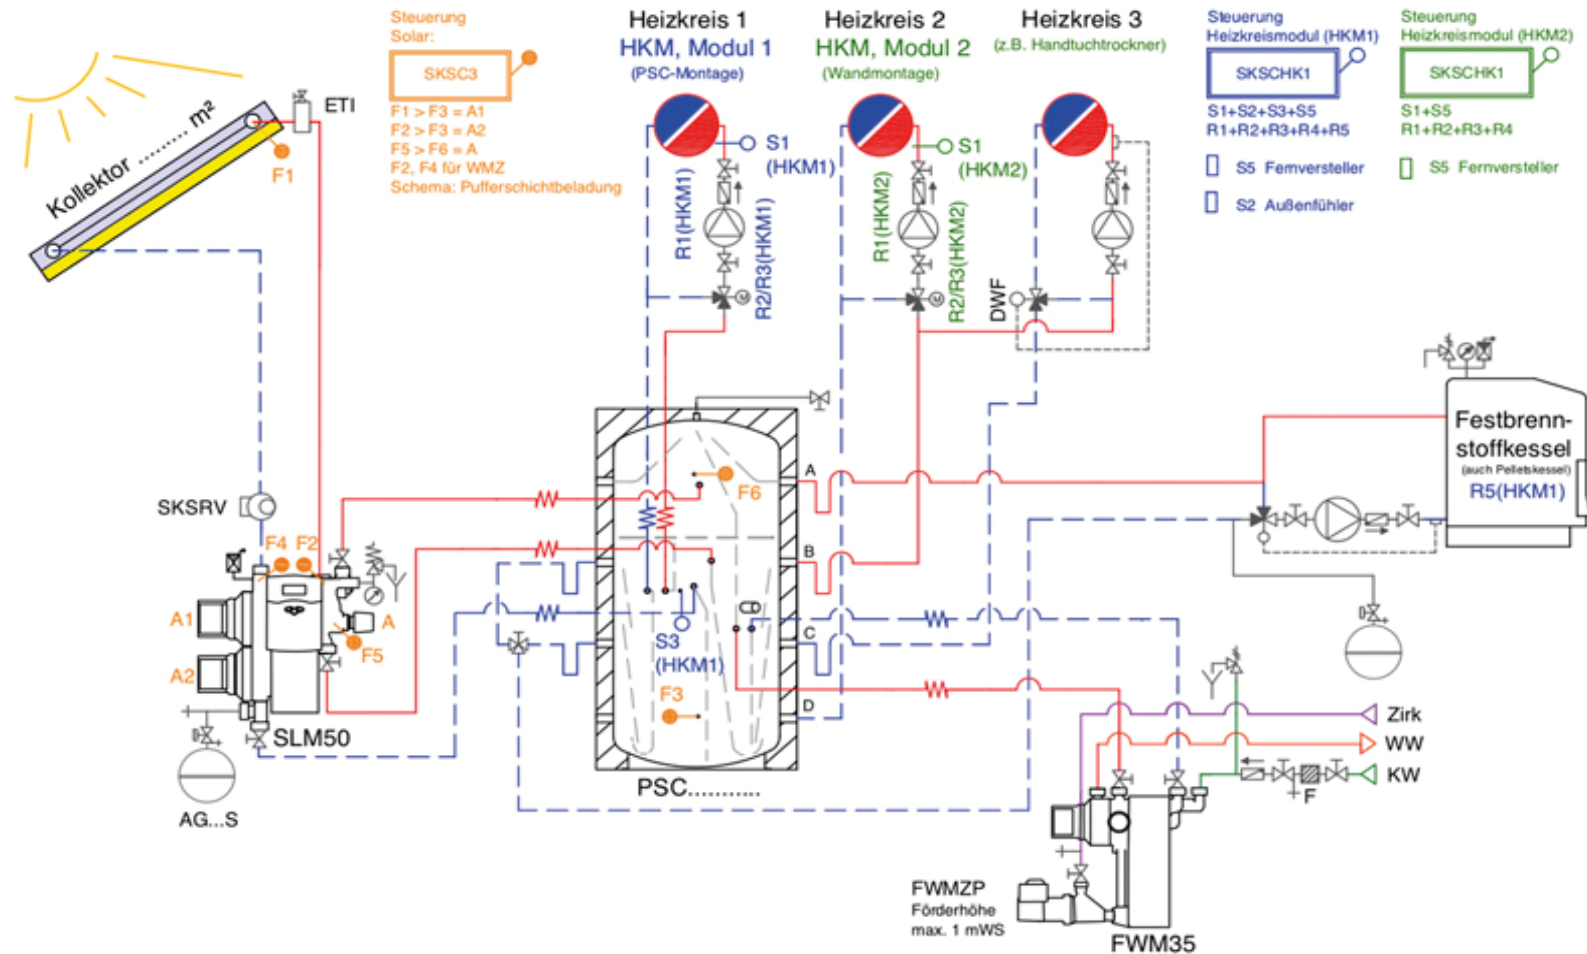 Steuerung
Solar:
SKSC3
F1 > F3 = A1
F2 > F3 = A2
F5 > F6 = A
F2, F4 für WMZ
Schema: Pufferschichtbeladung
Heizkreis 1
HKM, Modul 1
(PSC-Montage)
Heizkreis 2
HKM, Modul 2
(Wandmontage)
Heizkreis 3
(z.B. Handtuchtrockner)
Steuerung
Heizkreismodul (HKM1)
SKSCHK1
S1+S2+S3+S5
R1+R2+R3+R4+R5
S5 Fernversteller
S2 Außenfühler
Steuerung
Heizkreismodul (HKM2)
SKSCHK1
S1+S5
R1+R2+R3+R4
S5 Fernversteller
ETI
Kollektor ......... m²
F1
S1
(HKM1)
R1(HKM1)
R2/R3(HKM1)
M
S1
(HKM2)
R1(HKM2)
R2/R3(HKM2)
M
DWF
Festbrenn-
stoffkessel
(auch Pelletskessel)
R5(HKM1)
SKSRV
F4
F2
A1
A2
A
F5
SLM50
AG...S
F6
A
B
C
D
S3
(HKM1)
F3
PSC...........
Zirk
WW
KW
F
FWMZP
Förderhöhe
max. 1 mWS
FWM35